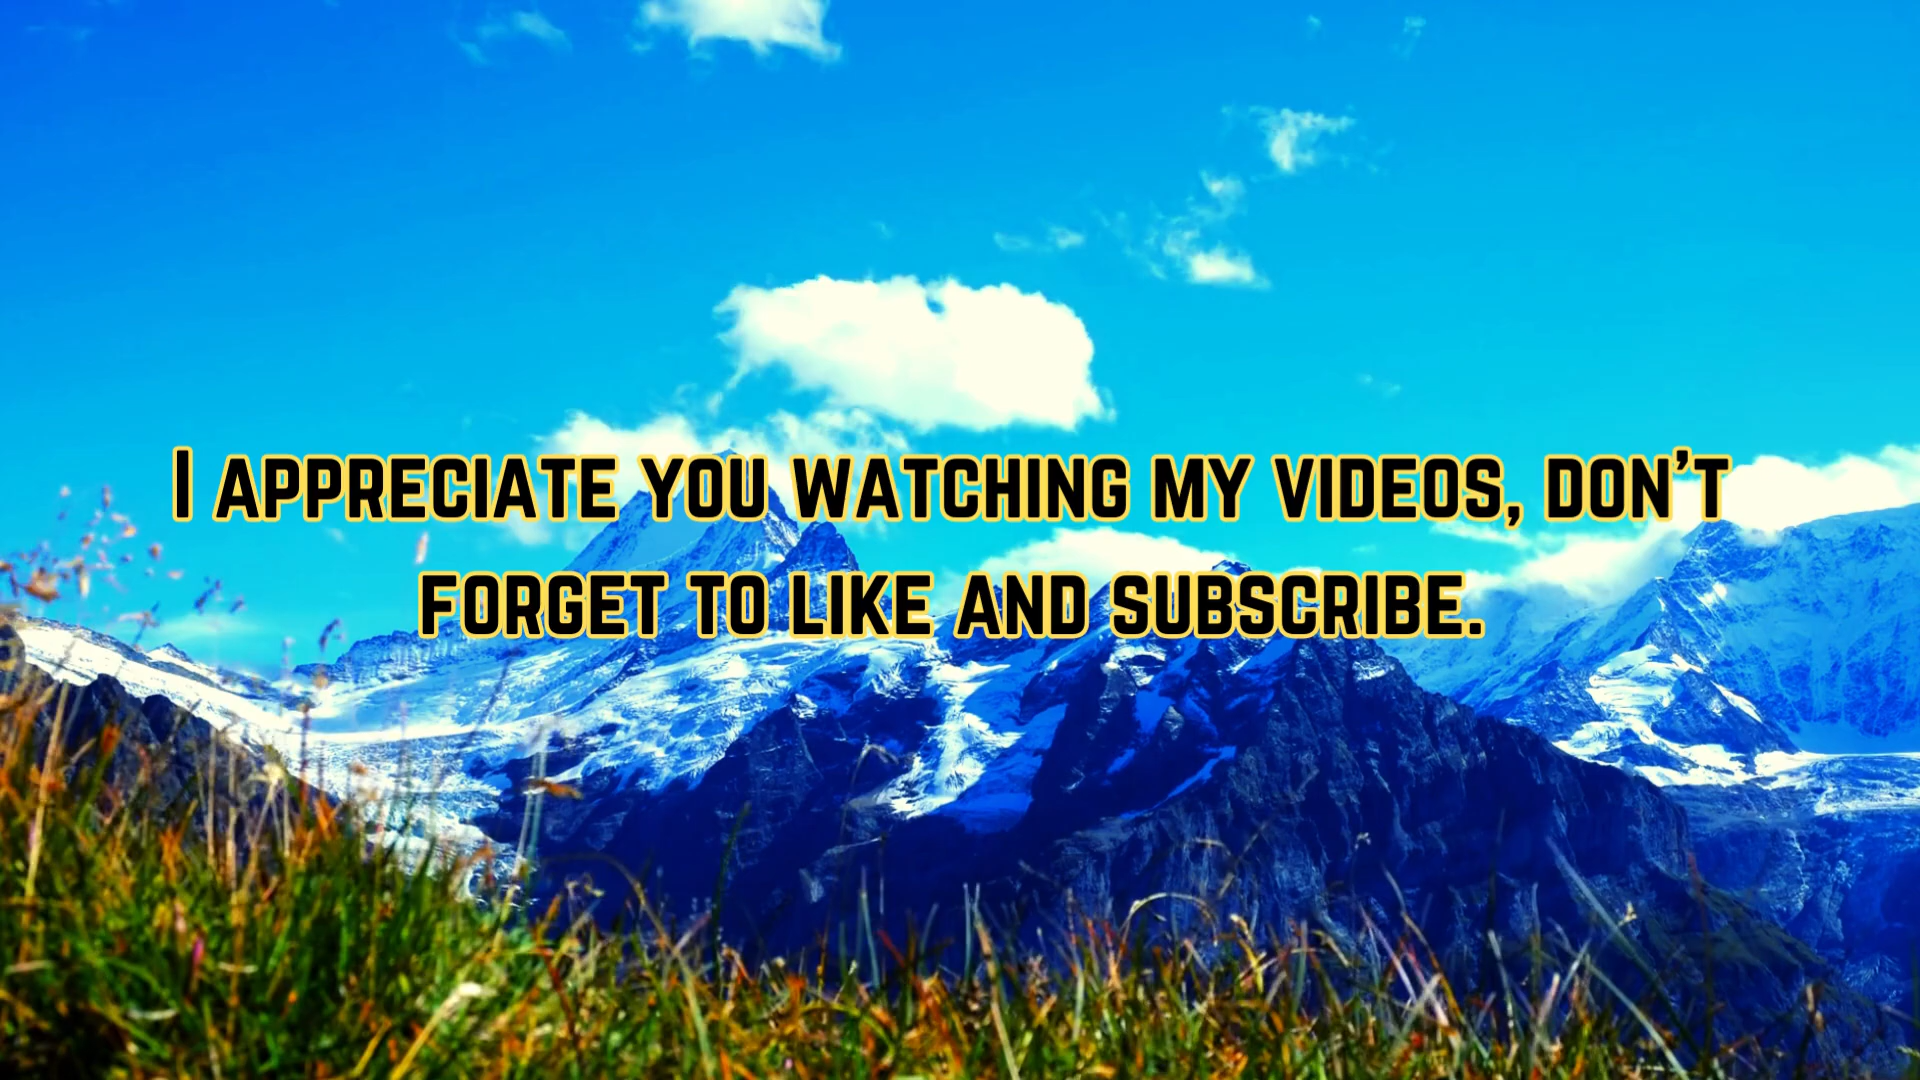 I appreciate you watching my videos, don't
forget to like and subscribe.